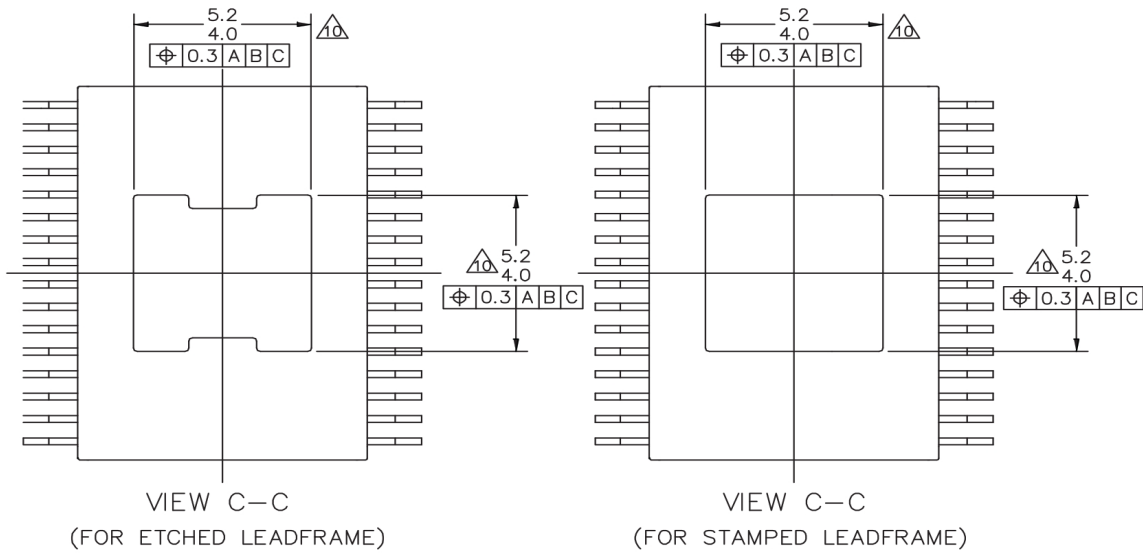 5.2
4.0
10
⌖ 0.3 A B C
5.2
4.0
10
⌖ 0.3 A B C
10 5.2
4.0
⌖ 0.3 A B C
10 5.2
4.0
⌖ 0.3 A B C
VIEW C-C
(FOR ETCHED LEADFRAME)
VIEW C-C
(FOR STAMPED LEADFRAME)